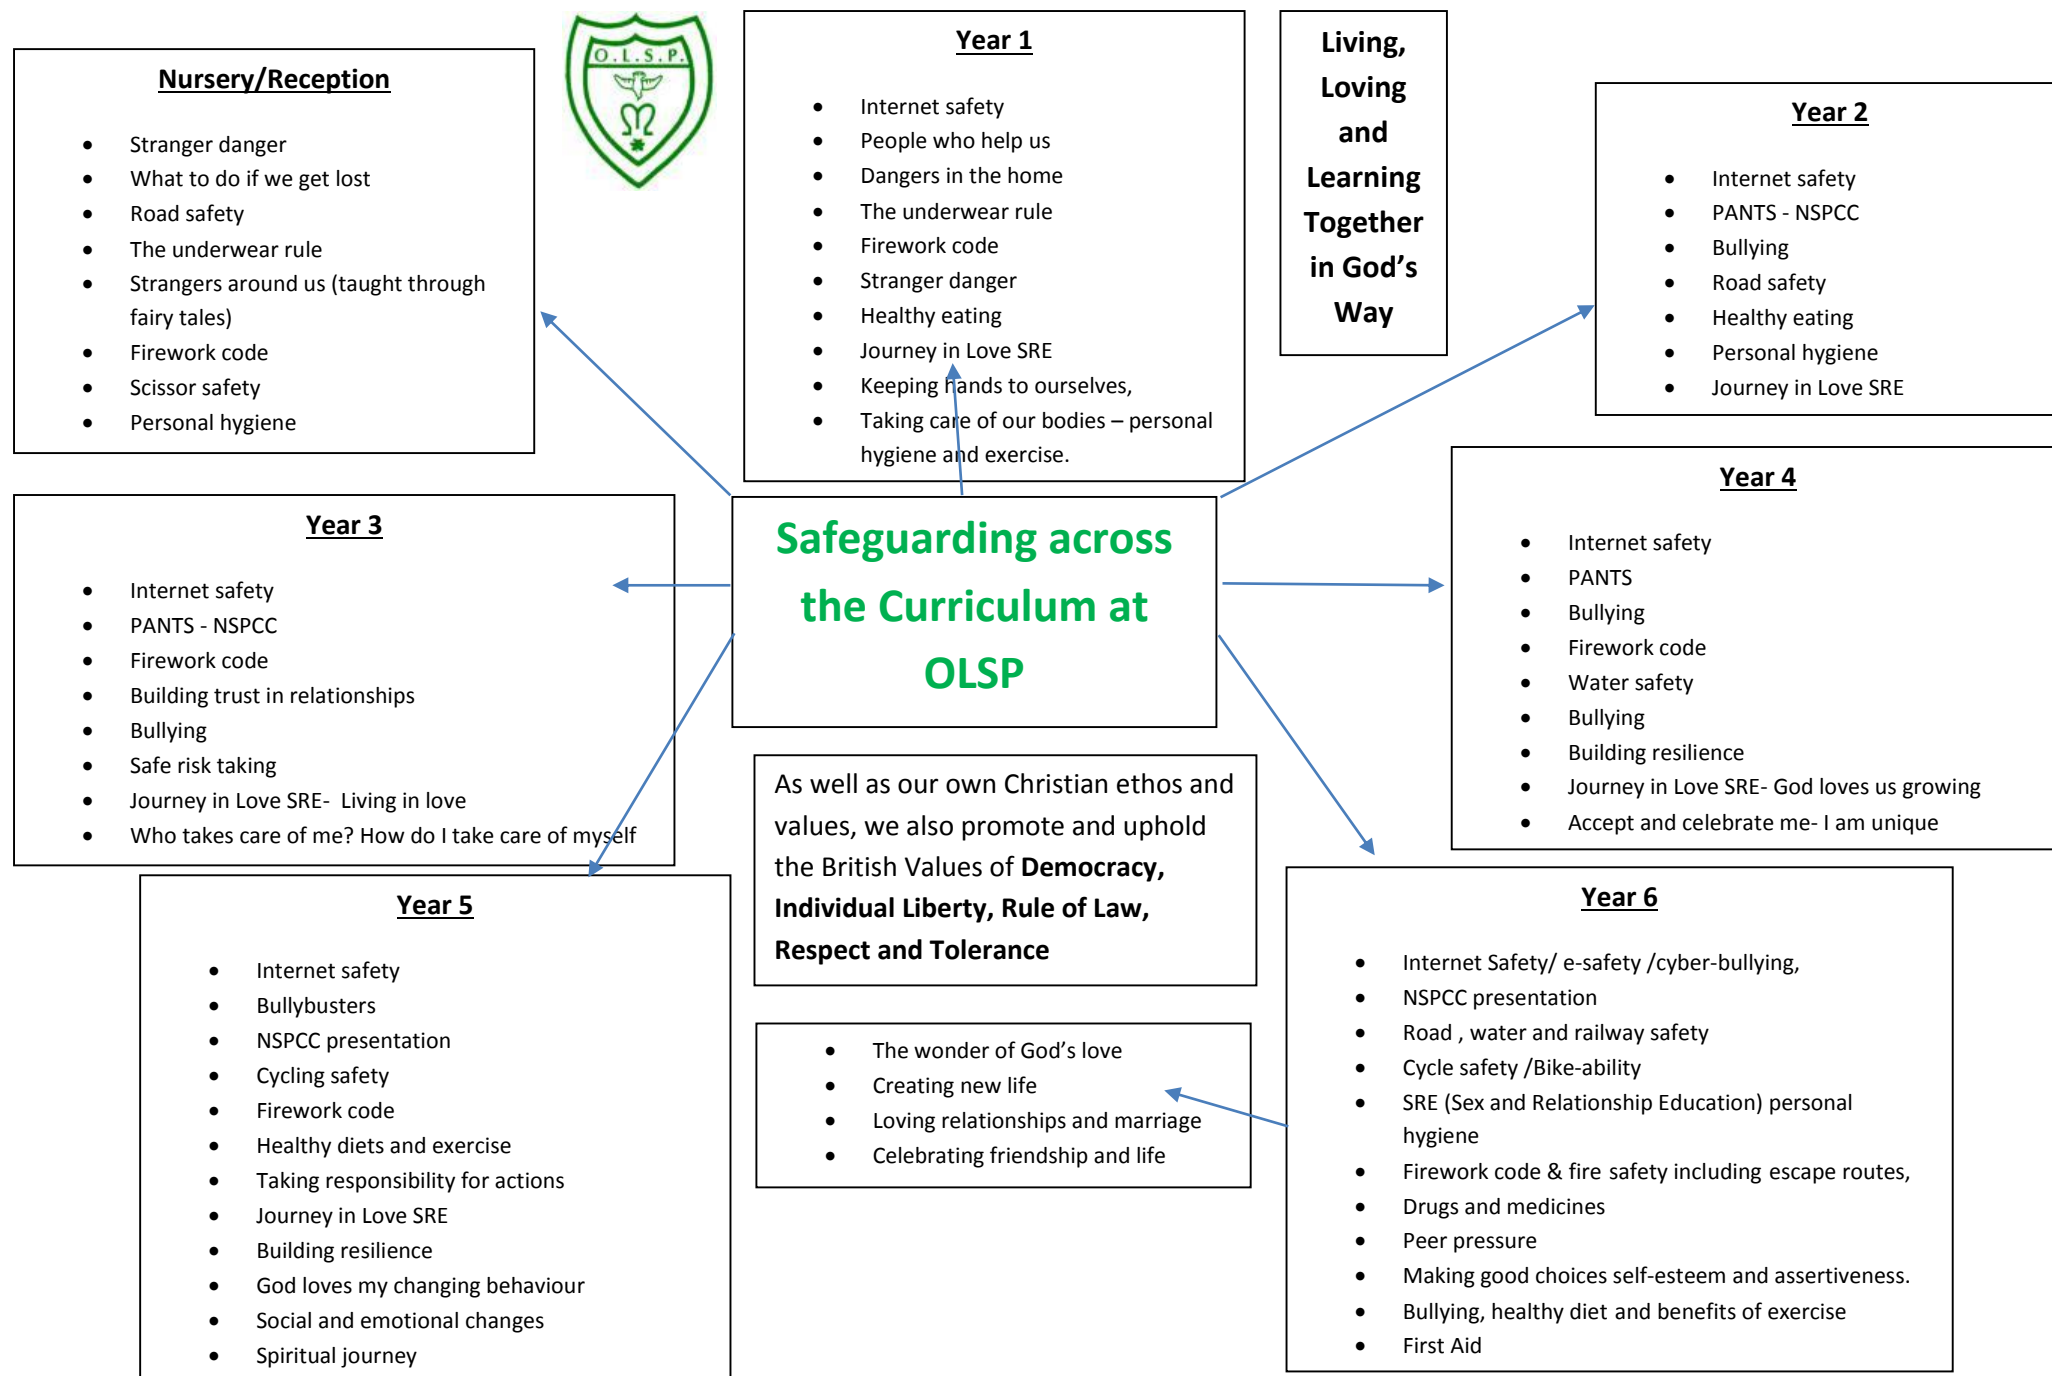 Nursery/Reception
• Stranger danger
• What to do if we get lost
• Road safety
• The underwear rule
• Strangers around us (taught through
fairy tales)
• Firework code
• Scissor safety
• Personal hygiene
O.L.S.P.
Year 1
• Internet safety
• People who help us
• Dangers in the home
• The underwear rule
• Firework code
• Stranger danger
• Healthy eating
• Journey in Love SRE
• Keeping hands to ourselves,
• Taking care of our bodies – personal
hygiene and exercise.
Living,
Loving
and
Learning
Together
in God’s
Way
Year 2
• Internet safety
• PANTS - NSPCC
• Bullying
• Road safety
• Healthy eating
• Personal hygiene
• Journey in Love SRE
Year 3
• Internet safety
• PANTS - NSPCC
• Firework code
• Building trust in relationships
• Bullying
• Safe risk taking
• Journey in Love SRE-  Living in love
• Who takes care of me? How do I take care of myself
Safeguarding across
the Curriculum at
OLSP
Year 4
• Internet safety
• PANTS
• Bullying
• Firework code
• Water safety
• Bullying
• Building resilience
• Journey in Love SRE- God loves us growing
• Accept and celebrate me- I am unique
As well as our own Christian ethos and
values, we also promote and uphold
the British Values of Democracy,
Individual Liberty, Rule of Law,
Respect and Tolerance
Year 5
• Internet safety
• Bullybusters
• NSPCC presentation
• Cycling safety
• Firework code
• Healthy diets and exercise
• Taking responsibility for actions
• Journey in Love SRE
• Building resilience
• God loves my changing behaviour
• Social and emotional changes
• Spiritual journey
• The wonder of God’s love
• Creating new life
• Loving relationships and marriage
• Celebrating friendship and life
Year 6
• Internet Safety/ e-safety /cyber-bullying,
• NSPCC presentation
• Road , water and railway safety
• Cycle safety /Bike-ability
• SRE (Sex and Relationship Education) personal
hygiene
• Firework code & fire safety including escape routes,
• Drugs and medicines
• Peer pressure
• Making good choices self-esteem and assertiveness.
• Bullying, healthy diet and benefits of exercise
• First Aid